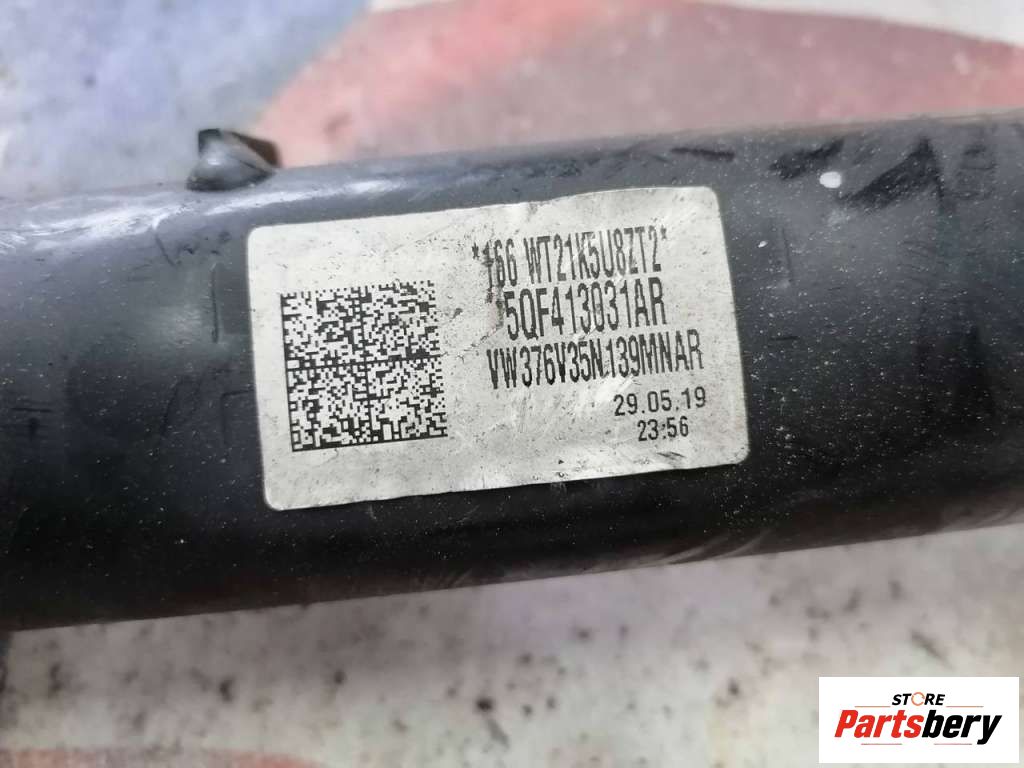 *166 WT21K5U8ZT2*
5QF413031AR
VW376V35N139MNAR
29.05.19
23:56
STORE
Partsbery